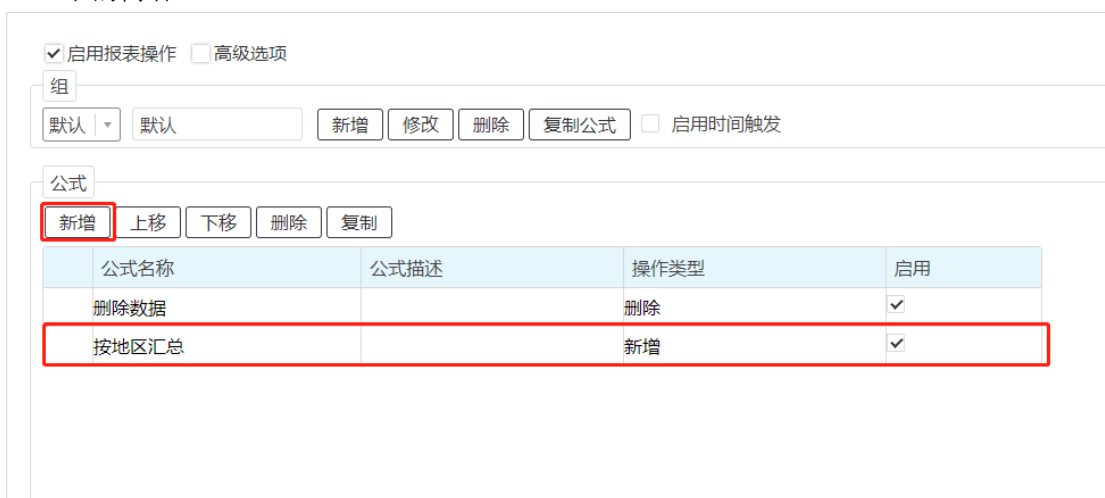 启用报表操作 高级选项
组
默认 默认 新增 修改 删除 复制公式 启用时间触发
公式
新增 上移 下移 删除 复制
公式名称 公式描述 操作类型 启用
删除数据 删除
按地区汇总 新增